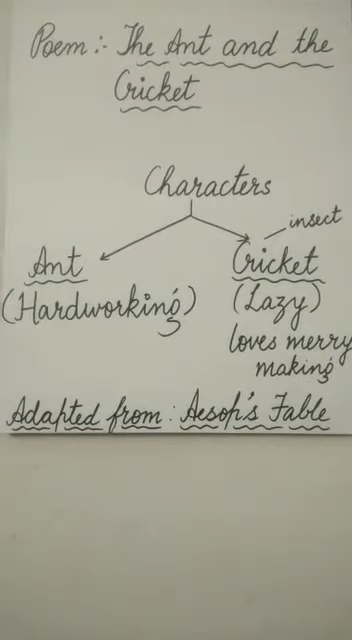 Poem :- The Ant and the
Cricket
Characters
insect
Ant
Cricket
(Hardworking)
(Lazy)
loves merry
making
Adapted from : Aesop's Fable